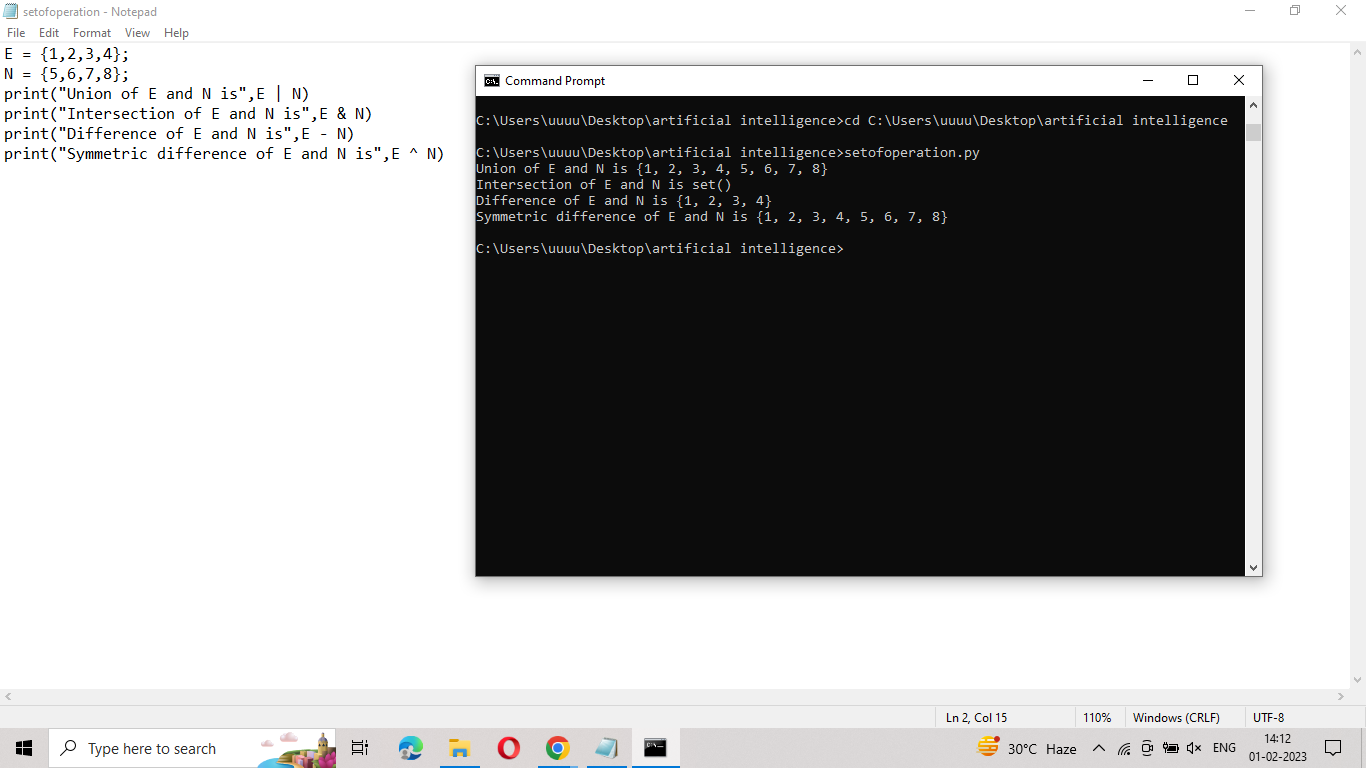 setofoperation - Notepad
File Edit Format View Help
E = {1,2,3,4};
N = {5,6,7,8};
print("Union of E and N is",E | N)
print("Intersection of E and N is",E & N)
print("Difference of E and N is",E - N)
print("Symmetric difference of E and N is",E ^ N)
Command Prompt
C:\Users\uuuu\Desktop\artificial intelligence>cd C:\Users\uuuu\Desktop\artificial intelligence
C:\Users\uuuu\Desktop\artificial intelligence>setofoperation.py
Union of E and N is {1, 2, 3, 4, 5, 6, 7, 8}
Intersection of E and N is set()
Difference of E and N is {1, 2, 3, 4}
Symmetric difference of E and N is {1, 2, 3, 4, 5, 6, 7, 8}
C:\Users\uuuu\Desktop\artificial intelligence>
Ln 2, Col 15 110% Windows (CRLF) UTF-8
Type here to search
30°C Haze
ENG
14:12
01-02-2023